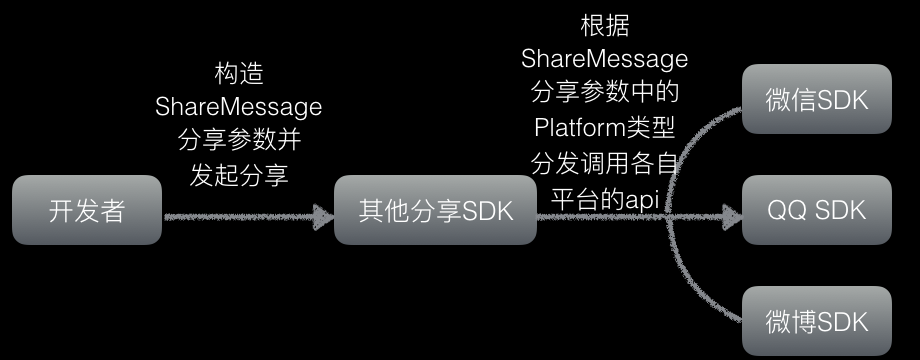 开发者
构造
ShareMessage
分享参数并
发起分享
其他分享SDK
根据
ShareMessage
分享参数中的
Platform类型
分发调用各自
平台的api
微信SDK
QQ SDK
微博SDK